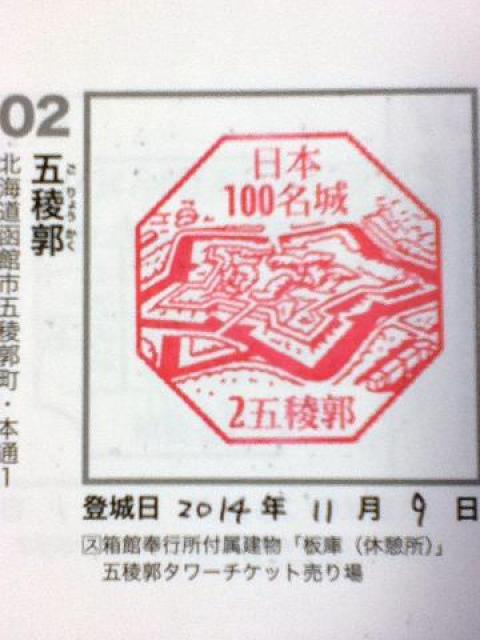 02
五稜郭
ごりょうかく
北海道函館市五稜郭町・本通1
日本
100名城
2五稜郭
登城日 2014年 11月 9日
ス箱館奉行所付属建物「板庫（休憩所）」
五稜郭タワーチケット売り場